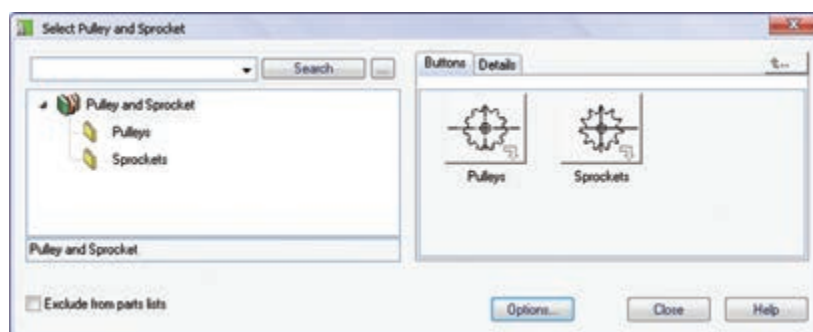 Select Pulley and Sprocket
Search ...
Pulley and Sprocket
Pulleys
Sprockets
Pulley and Sprocket
Exclude from parts lists
Buttons Details
Pulleys Sprockets
Options... Close Help